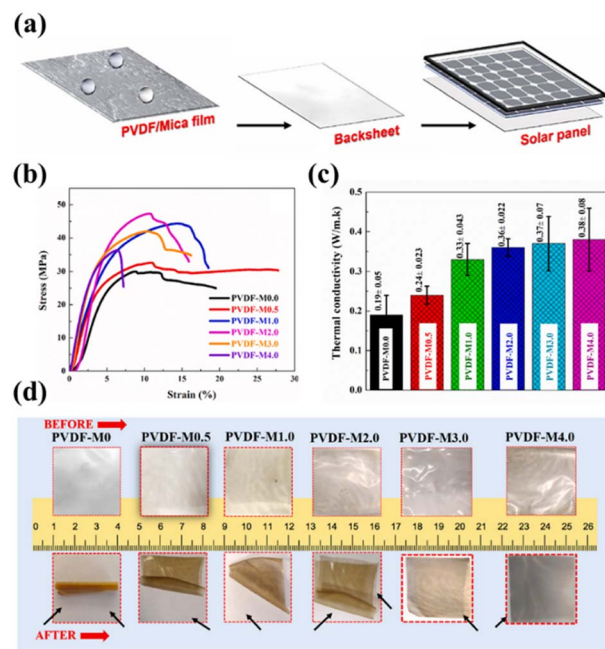 (a)
PVDF/Mica film
Backsheet
Solar panel
(b)
50
40
30
20
10
0
0 5 10 15 20 25
Stress (MPa)
Strain (%)
PVDF-M0.0
PVDF-M0.5
PVDF-M1.0
PVDF-M2.0
PVDF-M3.0
PVDF-M4.0
(c)
0.5
0.4
0.3
0.2
0.1
0.0
Thermal conductivity (W/m.k)
0.19± 0.05
0.24± 0.023
0.33± 0.043
0.36± 0.022
0.37± 0.07
0.38± 0.08
PVDF-M0.0
PVDF-M0.5
PVDF-M1.0
PVDF-M2.0
PVDF-M3.0
PVDF-M4.0
(d)
BEFORE
PVDF-M0 PVDF-M0.5 PVDF-M1.0 PVDF-M2.0 PVDF-M3.0 PVDF-M4.0
0 1 2 3 4 5 6 7 8 9 10 11 12 13 14 15 16 17 18 19 20 21 22 23 24 25 26
AFTER